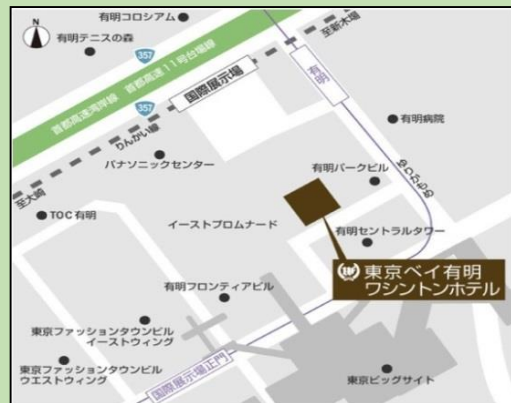 有明コロシアム
N
有明テニスの森
357
至新木場
首都高速湾岸線　首都高速11号台場線
国際展示場
有明
357
有明病院
りんかい線
パナソニックセンター
ゆりかもめ
至大崎
有明パークビル
TOC有明
イーストプロムナード
有明セントラルタワー
東京ベイ有明
ワシントンホテル
有明フロンティアビル
東京ファッションタウンビル
イーストウィング
東京ファッションタウンビル
ウエストウィング
国際展示場正門
東京ビッグサイト